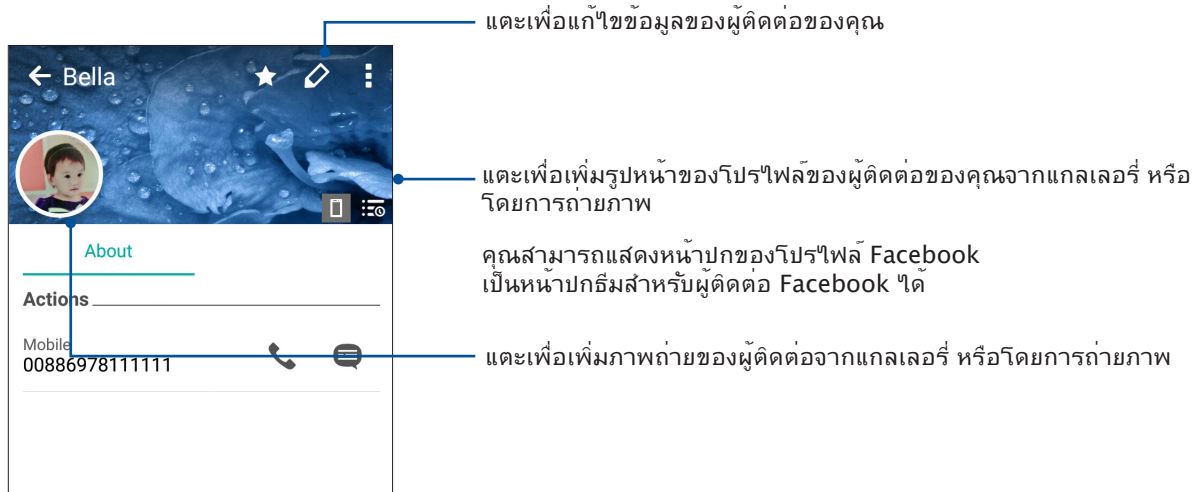 แตะเพื่อแก้ไขข้อมูลของผู้ติดต่อของคุณ
Bella
แตะเพื่อเพิ่มรูปหน้าของโปรไฟล์ของผู้ติดต่อของคุณจากแกลเลอรี่ หรือ
โดยการถ่ายภาพ
About
คุณสามารถแสดงหน้าปกของโปรไฟล์ Facebook
เป็นหน้าปกธีมสำหรับผู้ติดต่อ Facebook ได้
Actions
Mobile
00886978111111
แตะเพื่อเพิ่มภาพถ่ายของผู้ติดต่อจากแกลเลอรี่ หรือโดยการถ่ายภาพ